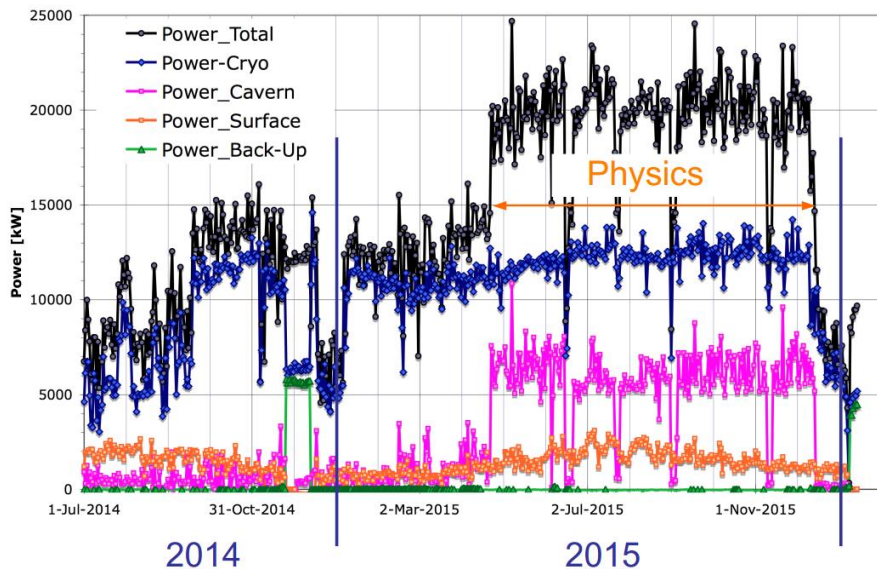 25000
20000
15000
10000
5000
0
Power [kW]
Power_Total
Power-Cryo
Power_Cavern
Power_Surface
Power_Back-Up
Physics
1-Jul-2014
31-Oct-2014
2-Mar-2015
2-Jul-2015
1-Nov-2015
2014
2015